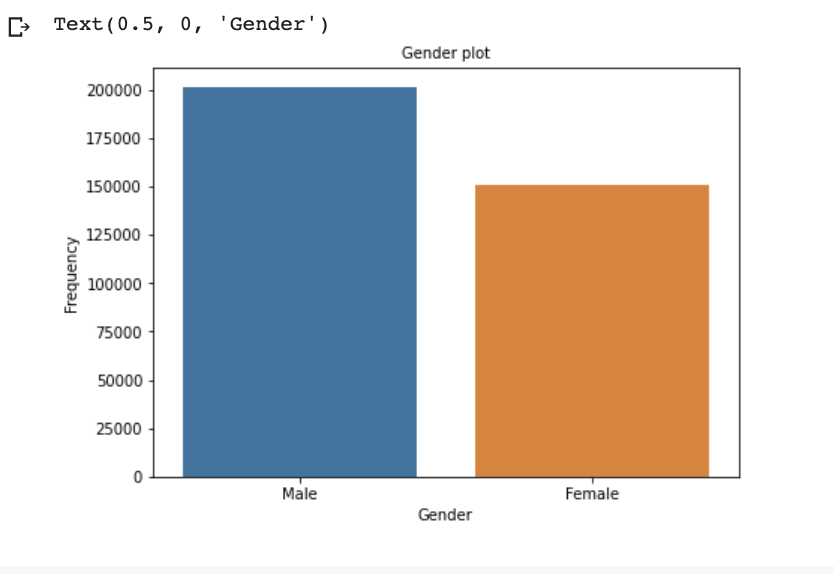 Text(0.5, 0, 'Gender')
Gender plot
200000
175000
150000
125000
100000
75000
50000
25000
0
Frequency
Male Female
Gender